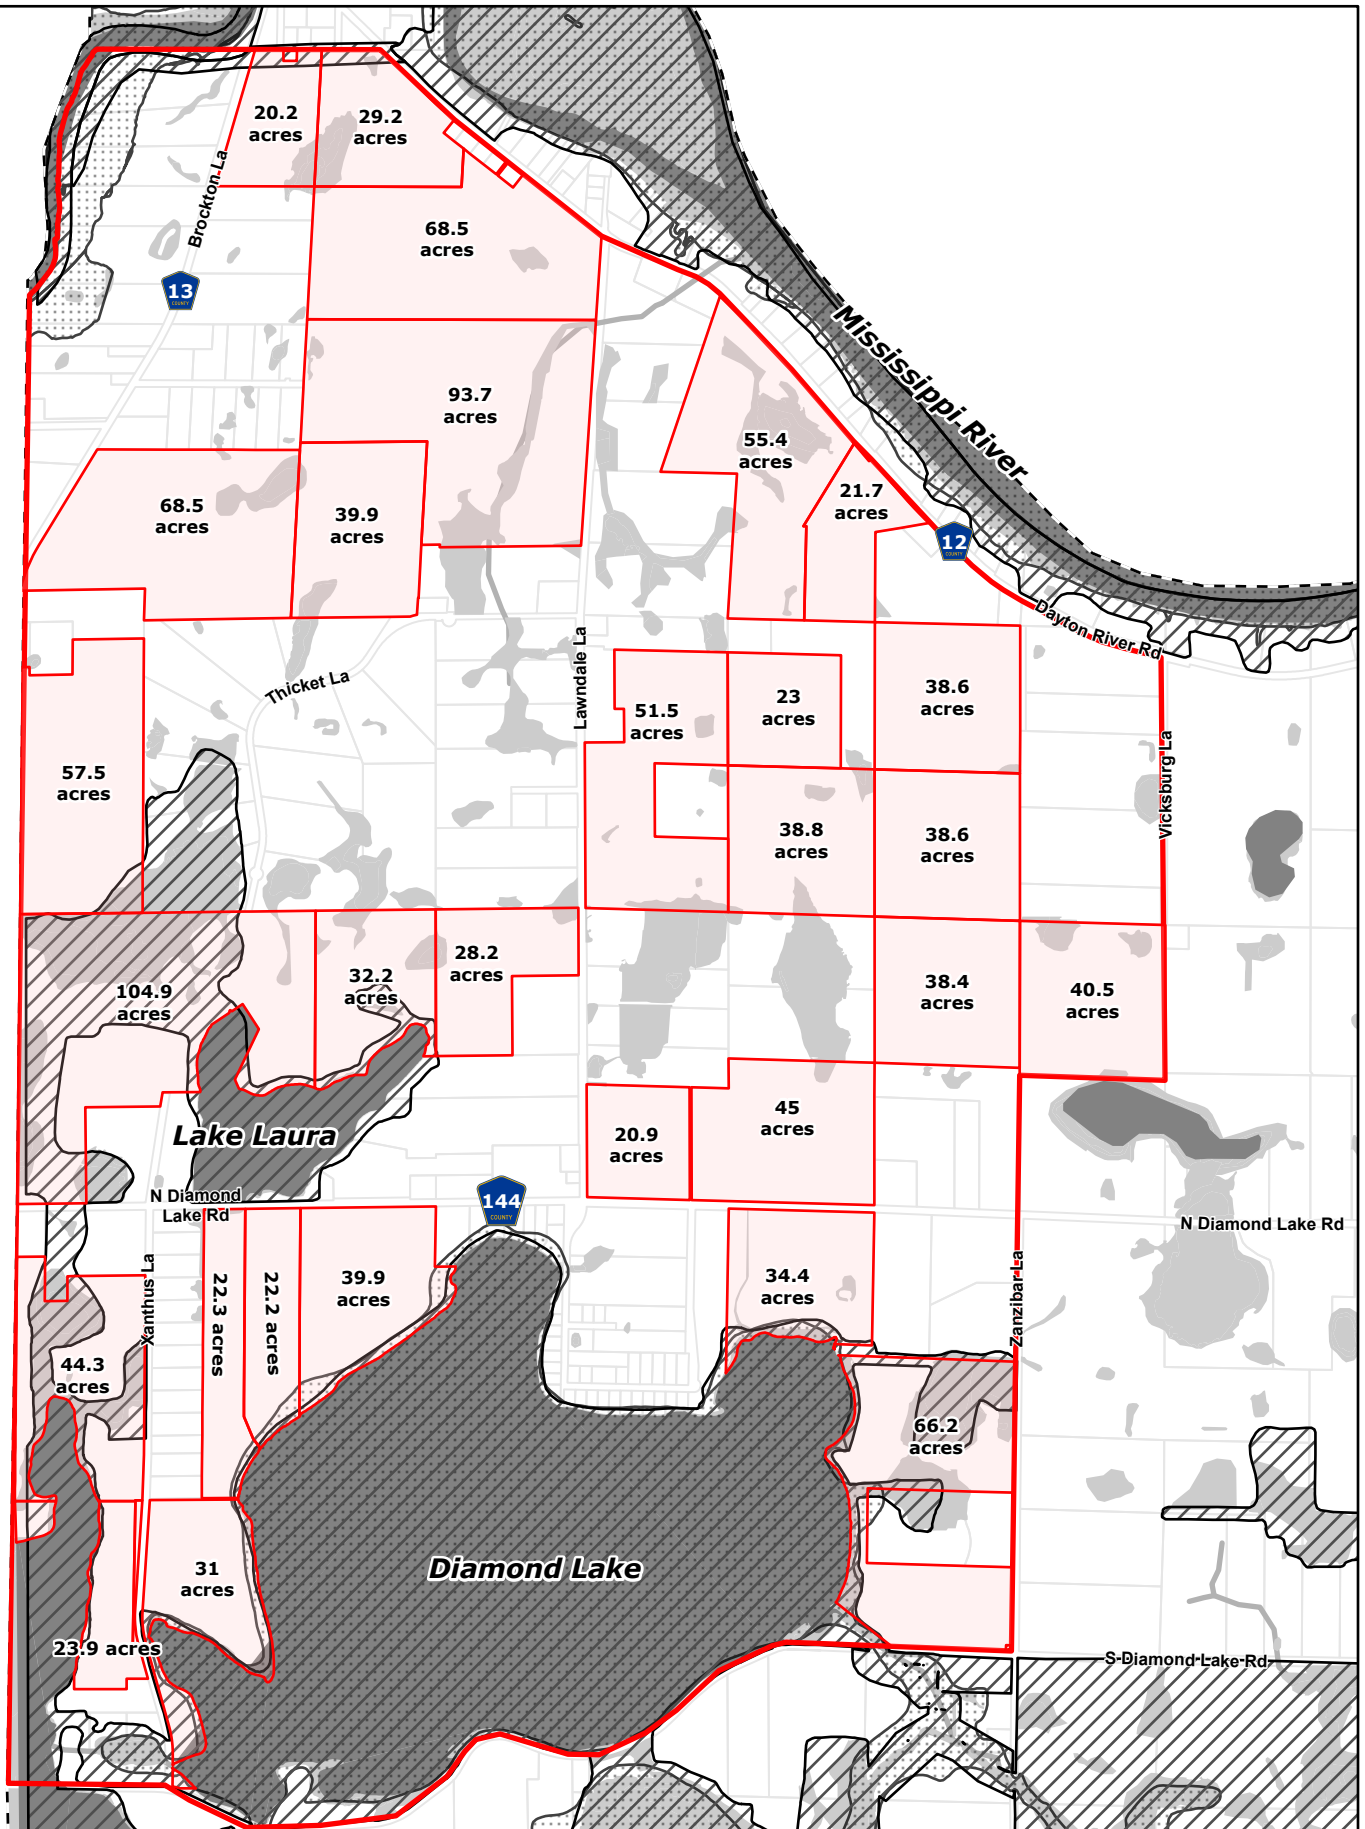 20.2
acres
29.2
acres
Brockton La
68.5
acres
13
COUNTY
Mississippi River
93.7
acres
55.4
acres
68.5
acres
39.9
acres
21.7
acres
12
COUNTY
Dayton River Rd
Thicket La
Lawndale La
51.5
acres
23
acres
38.6
acres
57.5
acres
Vicksburg La
38.8
acres
38.6
acres
104.9
acres
32.2
acres
28.2
acres
38.4
acres
40.5
acres
Lake Laura
20.9
acres
45
acres
N Diamond
Lake Rd
144
COUNTY
N Diamond Lake Rd
Xanthus La
22.3 acres
22.2 acres
39.9
acres
34.4
acres
Zanzibar La
44.3
acres
66.2
acres
31
acres
Diamond Lake
23.9 acres
S Diamond Lake Rd